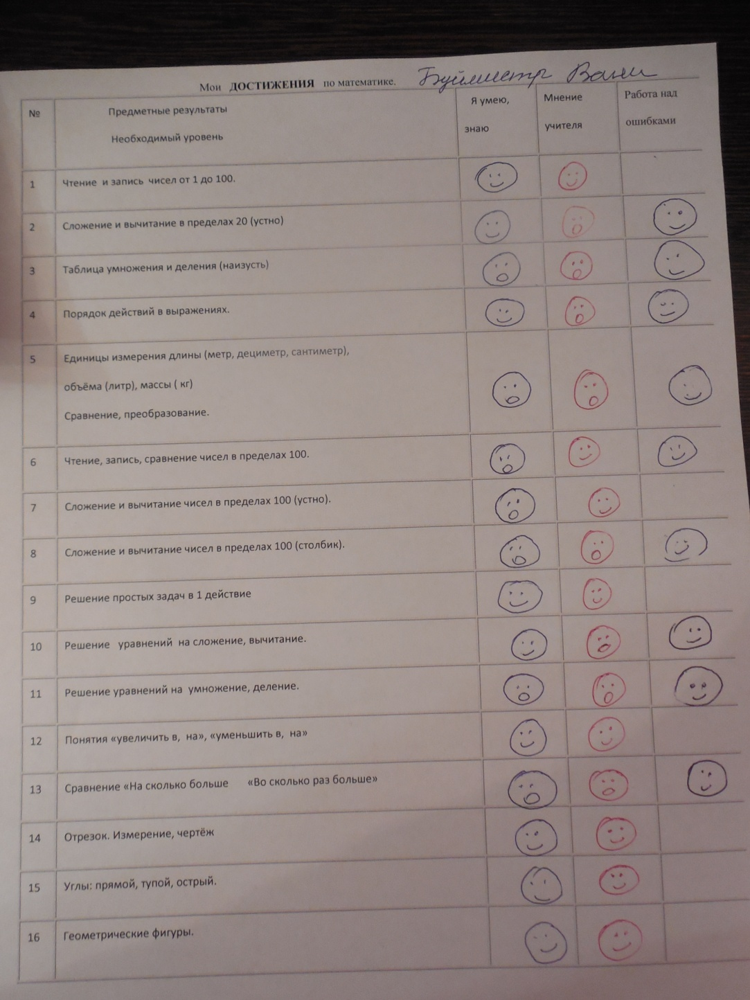 Мои ДОСТИЖЕНИЯ по математике. Буймистр Вани
№ Предметные результаты Я умею, Мнение Работа над
Необходимый уровень знаю учителя ошибками
1 Чтение и запись чисел от 1 до 100.
2 Сложение и вычитание в пределах 20 (устно)
3 Таблица умножения и деления (наизусть)
4 Порядок действий в выражениях.
5 Единицы измерения длины (метр, дециметр, сантиметр),
объёма (литр), массы ( кг)
Сравнение, преобразование.
6 Чтение, запись, сравнение чисел в пределах 100.
7 Сложение и вычитание чисел в пределах 100 (устно).
8 Сложение и вычитание чисел в пределах 100 (столбик).
9 Решение простых задач в 1 действие
10 Решение уравнений на сложение, вычитание.
11 Решение уравнений на умножение, деление.
12 Понятия «увеличить в, на», «уменьшить в, на»
13 Сравнение «На сколько больше «Во сколько раз больше»
14 Отрезок. Измерение, чертёж
15 Углы: прямой, тупой, острый.
16 Геометрические фигуры.